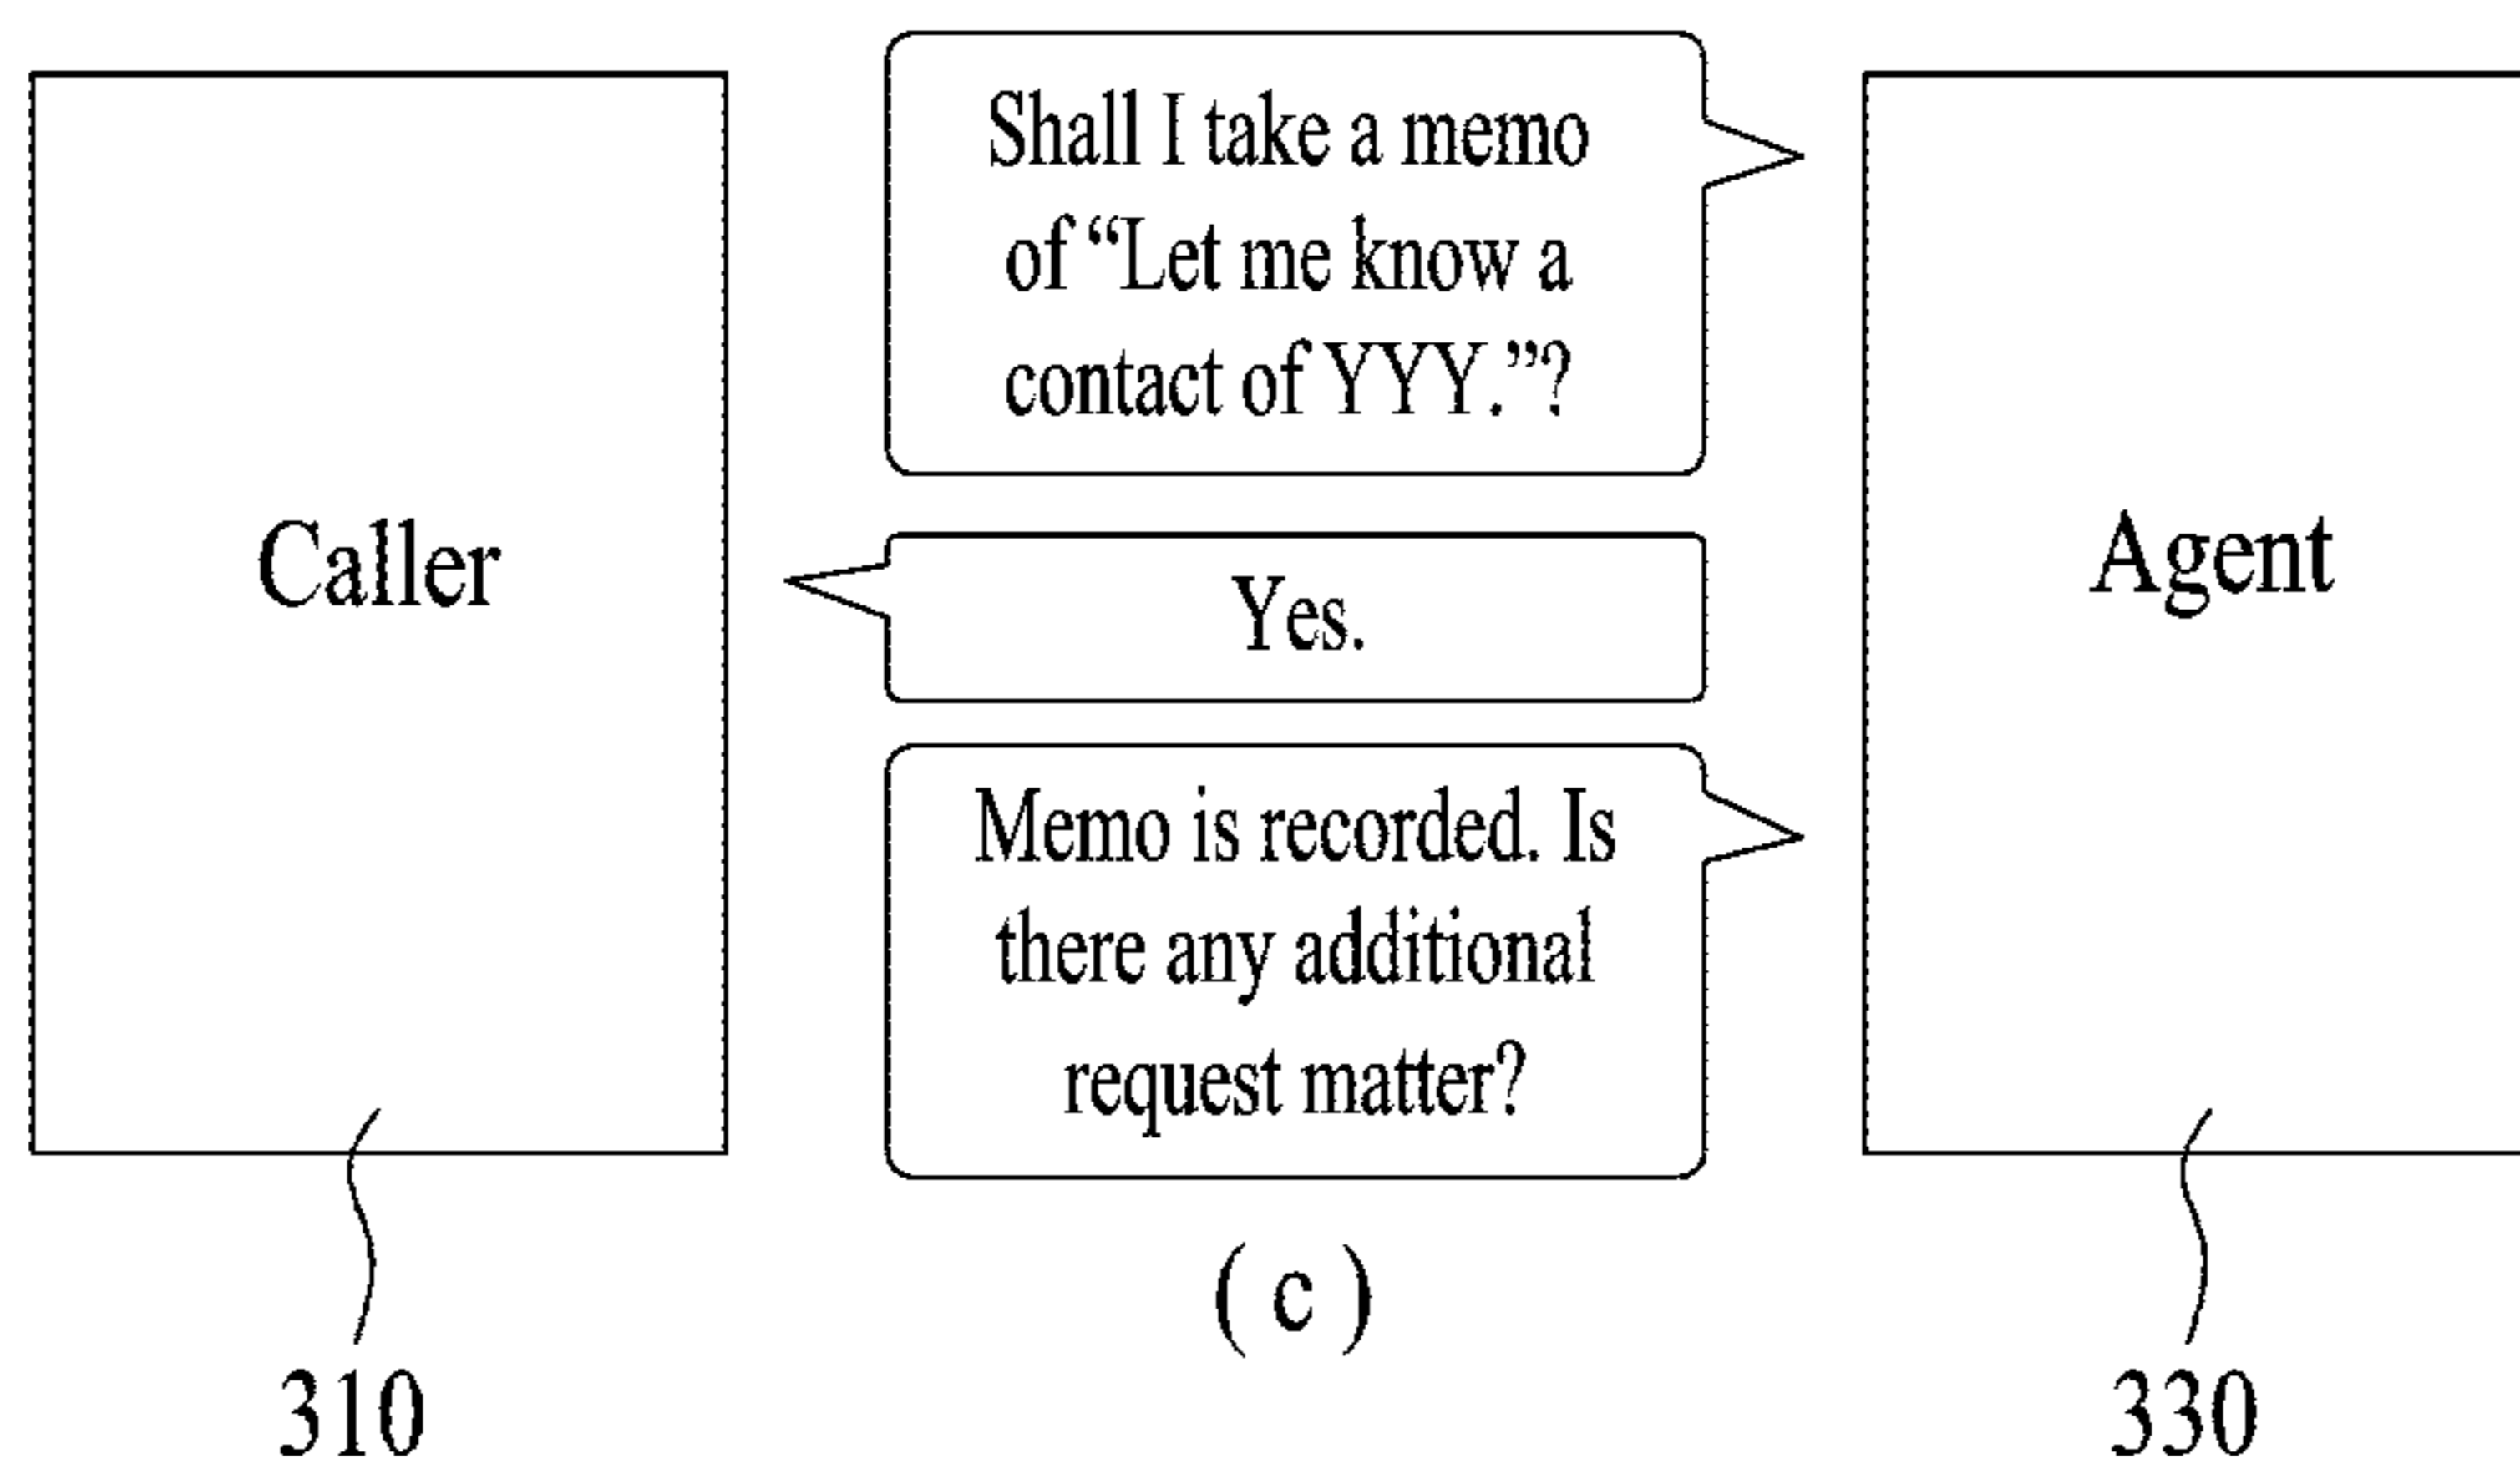 Caller
Shall I take a memo
of “Let me know a
contact of YYY.”?
Yes.
Memo is recorded. Is
there any additional
request matter?
Agent
( c )
310
330